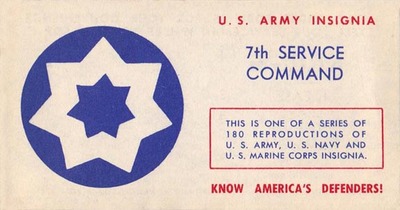 U. S. ARMY INSIGNIA
7th SERVICE
COMMAND
THIS IS ONE OF A SERIES OF
180 REPRODUCTIONS OF
U. S. ARMY, U. S. NAVY AND
U. S. MARINE CORPS INSIGNIA.
KNOW AMERICA'S DEFENDERS!